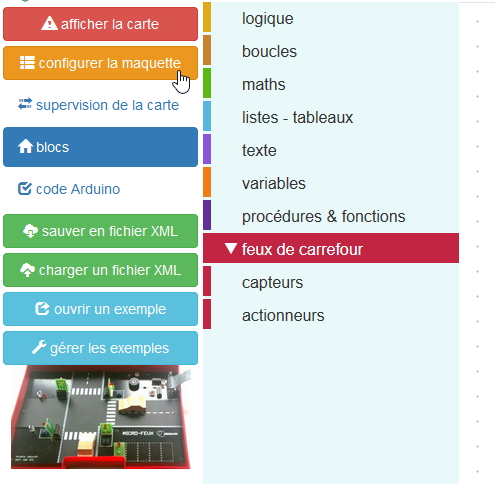 afficher la carte
configurer la maquette
supervision de la carte
blocs
code Arduino
sauver en fichier XML
charger un fichier XML
ouvrir un exemple
gérer les exemples
MICRO-FEUX
logique
boucles
maths
listes - tableaux
texte
variables
procédures & fonctions
feux de carrefour
capteurs
actionneurs